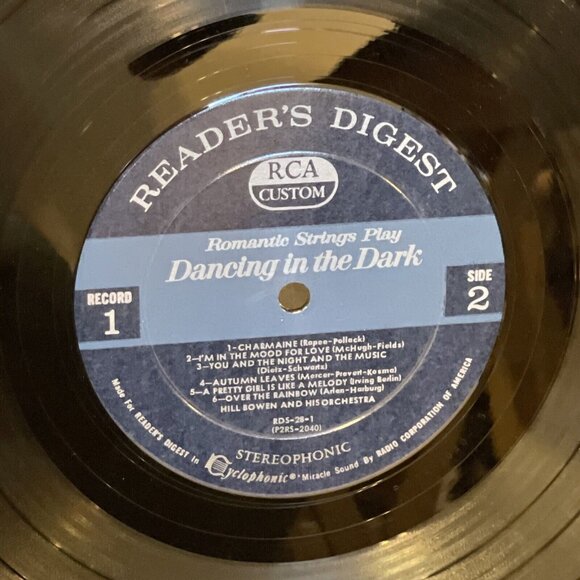 READER'S DIGEST
RCA
CUSTOM
Romantic Strings Play
Dancing in the Dark
RECORD
1
SIDE
2
1-CHARMAINE (Rapee-Pollack)
2-I'M IN THE MOOD FOR LOVE (McHugh-Fields)
3-YOU AND THE NIGHT AND THE MUSIC
(Dietz-Schwartz)
4-AUTUMN LEAVES (Mercer-Prevert-Kosma)
5-A PRETTY GIRL IS LIKE A MELODY (Irving Berlin)
6-OVER THE RAINBOW (Arlen-Harburg)
HILL BOWEN AND HIS ORCHESTRA
RDS-28-1
(P2RS-2040)
STEREOPHONIC
Made For READER'S DIGEST in Cyclophonic® Miracle Sound By RADIO CORPORATION OF AMERICA